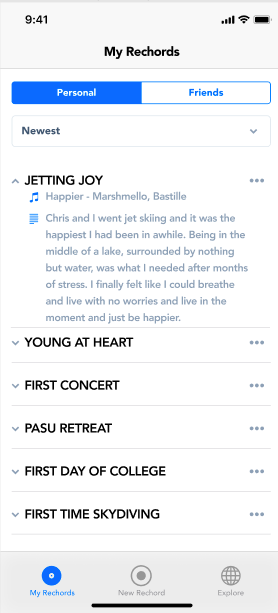 9:41
My Rechords
Personal
Friends
Newest
JETTING JOY
Happier - Marshmello, Bastille
Chris and I went jet skiing and it was the
happiest I had been in awhile. Being in the
middle of a lake, surrounded by nothing
but water, was what I needed after months
of stress. I finally felt like I could breathe
and live with no worries and live in the
moment and just be happier.
YOUNG AT HEART
FIRST CONCERT
PASU RETREAT
FIRST DAY OF COLLEGE
FIRST TIME SKYDIVING
My Rechords
New Rechord
Explore